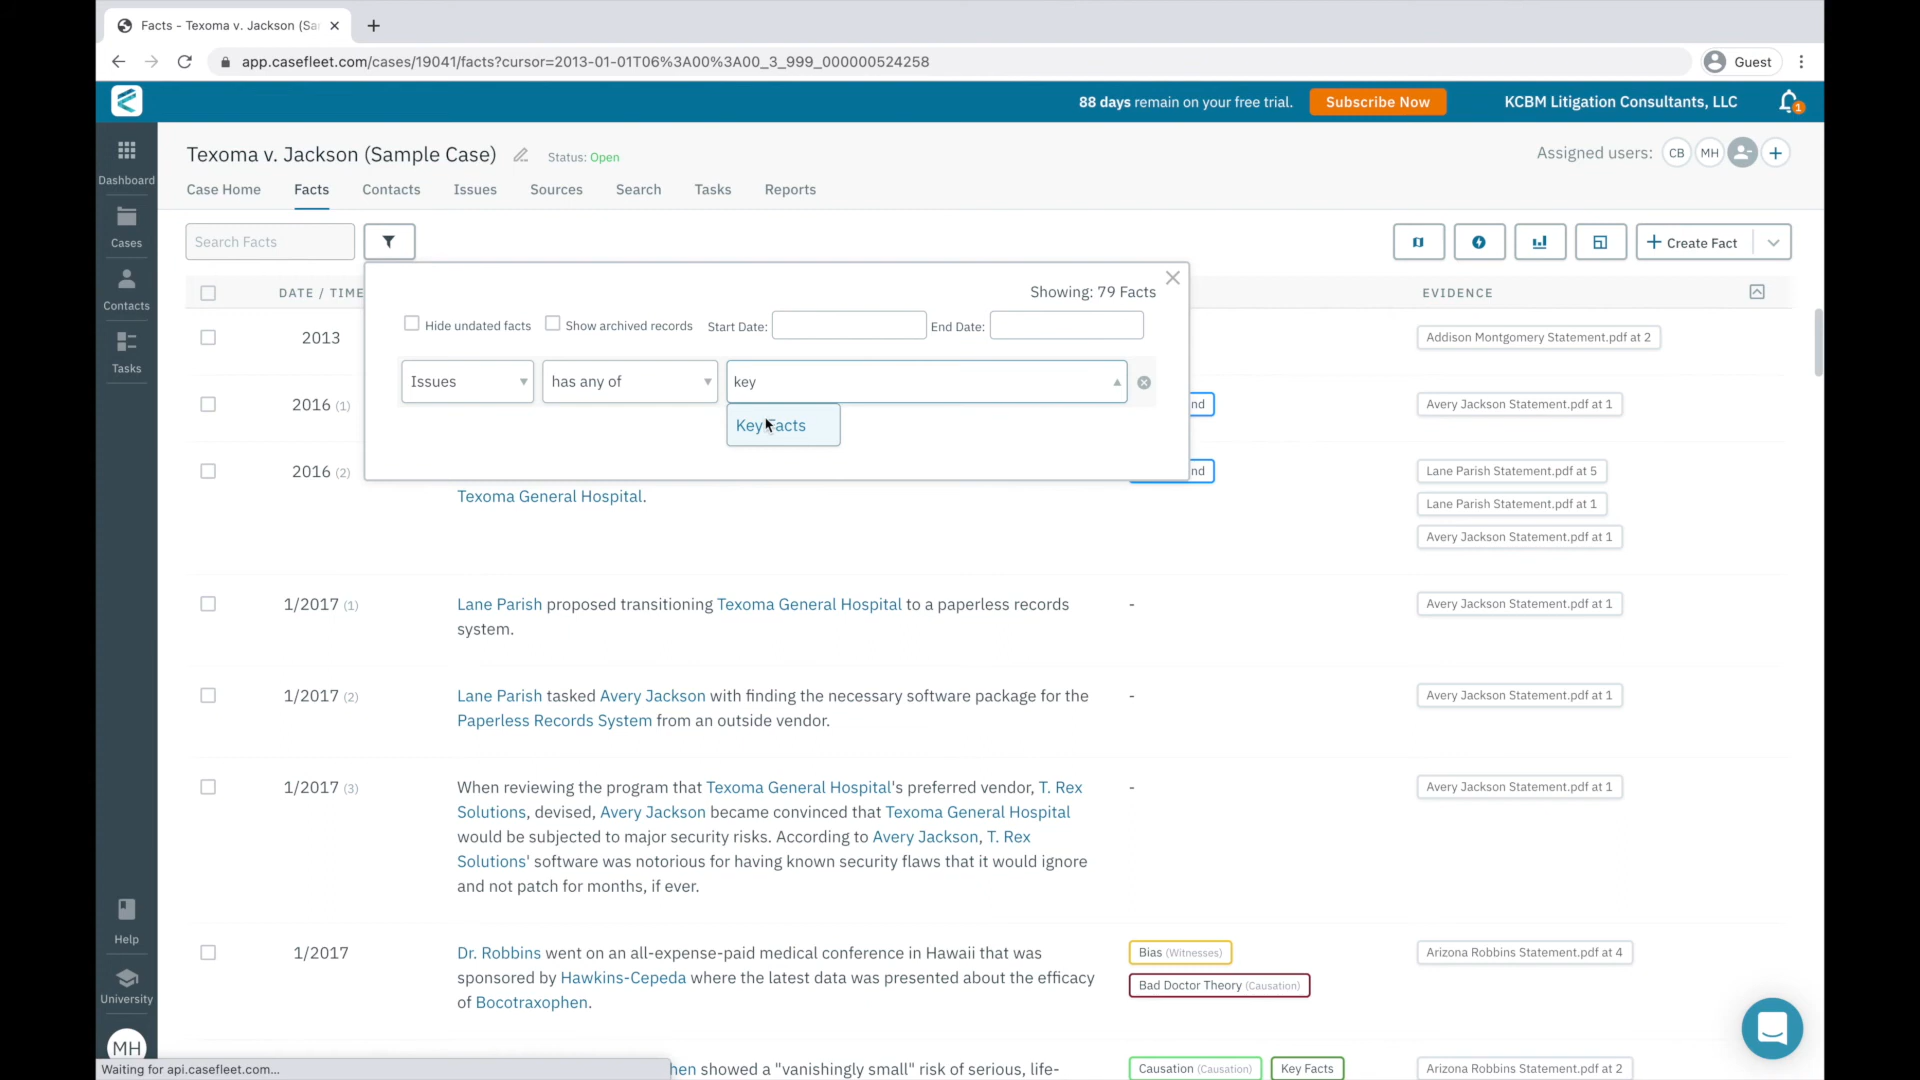 Facts - Texoma v. Jackson (Sa
app.casefleet.com/cases/19041/facts?cursor=2013-01-01T06%3A00%3A00_3_999_000000524258
Guest
88 days remain on your free trial.
Subscribe Now
KCBM Litigation Consultants, LLC
1
Texoma v. Jackson (Sample Case)
Status: Open
Assigned users:
CB
MH
Dashboard
Cases
Contacts
Tasks
Help
University
MH
Case Home
Facts
Contacts
Issues
Sources
Search
Tasks
Reports
Search Facts
Create Fact
DATE / TIME
EVIDENCE
Showing: 79 Facts
Hide undated facts
Show archived records
Start Date:
End Date:
Issues
has any of
key
Key Facts
2013
Addison Montgomery Statement.pdf at 2
2016 (1)
nd
Avery Jackson Statement.pdf at 1
2016 (2)
Texoma General Hospital.
nd
Lane Parish Statement.pdf at 5
Lane Parish Statement.pdf at 1
Avery Jackson Statement.pdf at 1
1/2017 (1)
Lane Parish proposed transitioning Texoma General Hospital to a paperless records
system.
-
Avery Jackson Statement.pdf at 1
1/2017 (2)
Lane Parish tasked Avery Jackson with finding the necessary software package for the
Paperless Records System from an outside vendor.
-
Avery Jackson Statement.pdf at 1
1/2017 (3)
When reviewing the program that Texoma General Hospital's preferred vendor, T. Rex
Solutions, devised, Avery Jackson became convinced that Texoma General Hospital
would be subjected to major security risks. According to Avery Jackson, T. Rex
Solutions' software was notorious for having known security flaws that it would ignore
and not patch for months, if ever.
-
Avery Jackson Statement.pdf at 1
1/2017
Dr. Robbins went on an all-expense-paid medical conference in Hawaii that was
sponsored by Hawkins-Cepeda where the latest data was presented about the efficacy
of Bocotraxophen.
Bias (Witnesses)
Bad Doctor Theory (Causation)
Arizona Robbins Statement.pdf at 4
hen showed a "vanishingly small" risk of serious, life-
Causation (Causation)
Key Facts
Arizona Robbins Statement.pdf at 2
Waiting for api.casefleet.com...